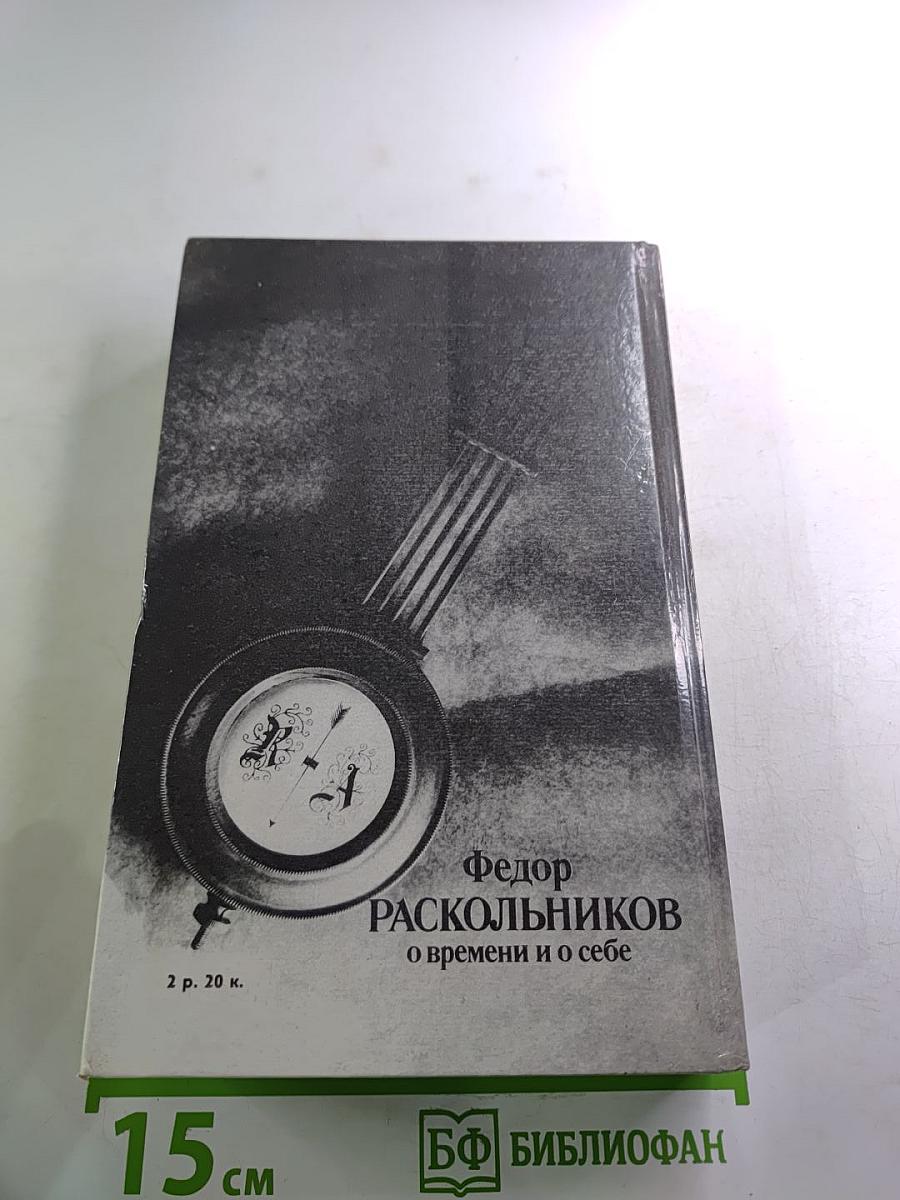 Федор
РАСКОЛЬНИКОВ
о времени и о себе
2 р. 20 к.
15 см
БФ БИБЛИОФАН